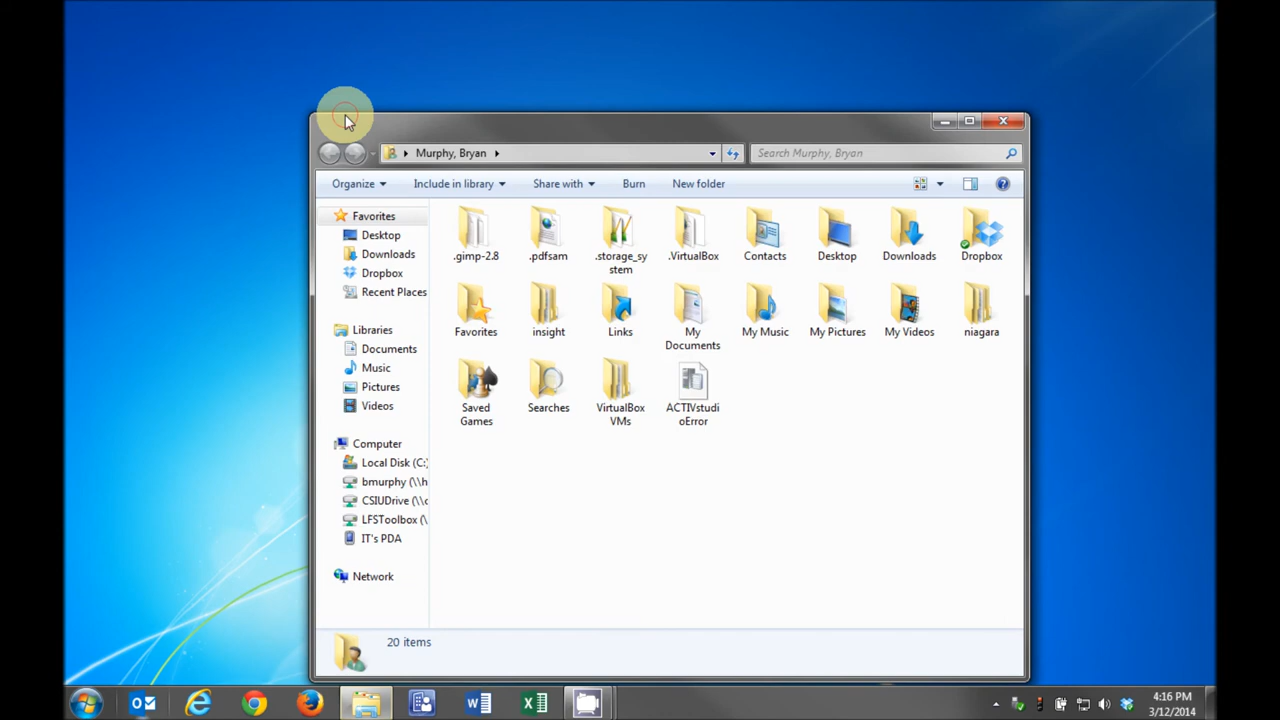 Murphy, Bryan
Search Murphy, Bryan
Organize
Include in library
Share with
Burn
New folder
Favorites
Desktop
Downloads
Dropbox
Recent Places
Libraries
Documents
Music
Pictures
Videos
Computer
Local Disk (C:)
bmurphy (\\h
CSIUDrive (\\c
LFSToolbox (\
IT's PDA
Network
.gimp-2.8
.pdfsam
.storage_sy
stem
.VirtualBox
Contacts
Desktop
Downloads
Dropbox
Favorites
insight
Links
My
Documents
My Music
My Pictures
My Videos
niagara
Saved
Games
Searches
VirtualBox
VMs
ACTIVstudi
oError
20 items
4:16 PM
3/12/2014